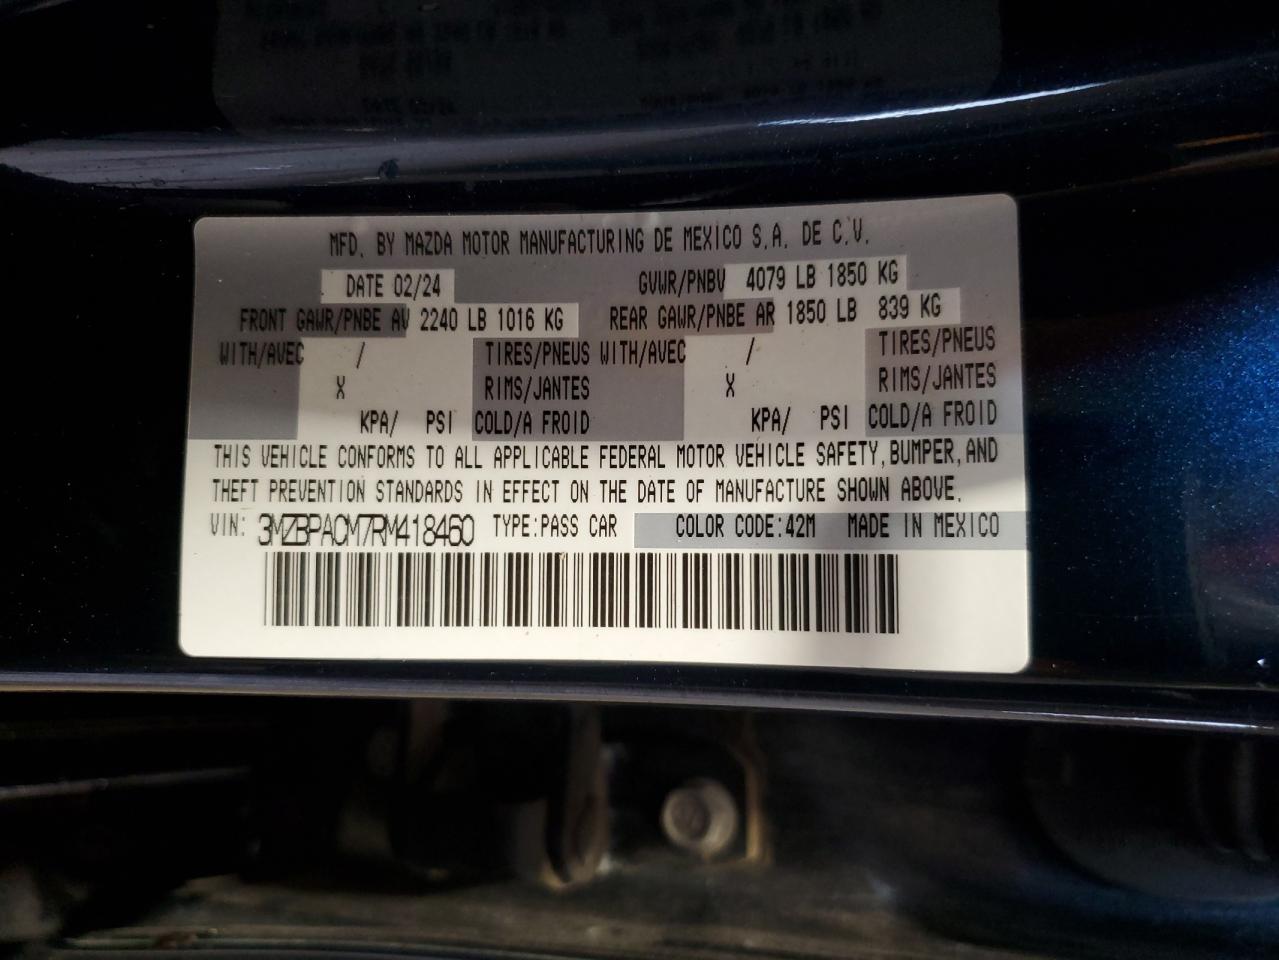 MFD. BY MAZDA MOTOR MANUFACTURING DE MEXICO S.A. DE C.V.
DATE 02/24 GVWR/PNBV 4079 LB 1850 KG
FRONT GAWR/PNBE AV 2240 LB 1016 KG REAR GAWR/PNBE AR 1850 LB 839 KG
WITH/AVEC / TIRES/PNEUS WITH/AVEC / TIRES/PNEUS
X RIMS/JANTES X RIMS/JANTES
KPA/ PSI COLD/A FROID KPA/ PSI COLD/A FROID
THIS VEHICLE CONFORMS TO ALL APPLICABLE FEDERAL MOTOR VEHICLE SAFETY, BUMPER, AND
THEFT PREVENTION STANDARDS IN EFFECT ON THE DATE OF MANUFACTURE SHOWN ABOVE.
VIN: 3MZBPACM7RM418460 TYPE:PASS CAR COLOR CODE:42M MADE IN MEXICO